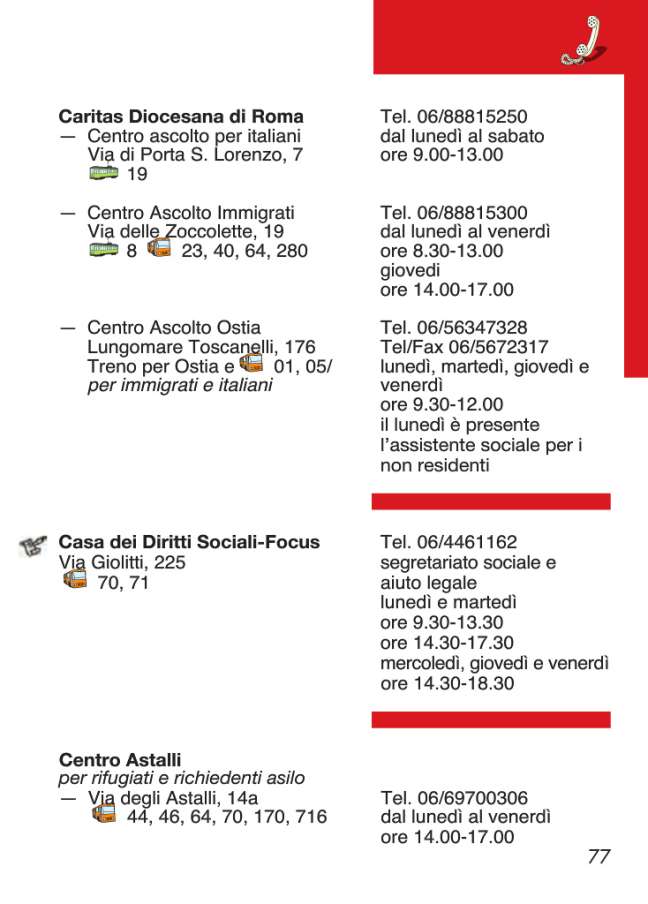 Caritas Diocesana di Roma
— Centro ascolto per italiani
Via di Porta S. Lorenzo, 7
19
Tel. 06/88815250
dal lunedì al sabato
ore 9.00-13.00
— Centro Ascolto Immigrati
Via delle Zoccolette, 19
8 23, 40, 64, 280
Tel. 06/88815300
dal lunedì al venerdì
ore 8.30-13.00
giovedi
ore 14.00-17.00
— Centro Ascolto Ostia
Lungomare Toscanelli, 176
Treno per Ostia e 01, 05/
per immigrati e italiani
Tel. 06/56347328
Tel/Fax 06/5672317
lunedì, martedì, giovedì e
venerdì
ore 9.30-12.00
il lunedì è presente
l'assistente sociale per i
non residenti
Casa dei Diritti Sociali-Focus
Via Giolitti, 225
70, 71
Tel. 06/4461162
segretariato sociale e
aiuto legale
lunedì e martedì
ore 9.30-13.30
ore 14.30-17.30
mercoledì, giovedì e venerdì
ore 14.30-18.30
Centro Astalli
per rifugiati e richiedenti asilo
— Via degli Astalli, 14a
44, 46, 64, 70, 170, 716
Tel. 06/69700306
dal lunedì al venerdì
ore 14.00-17.00
77